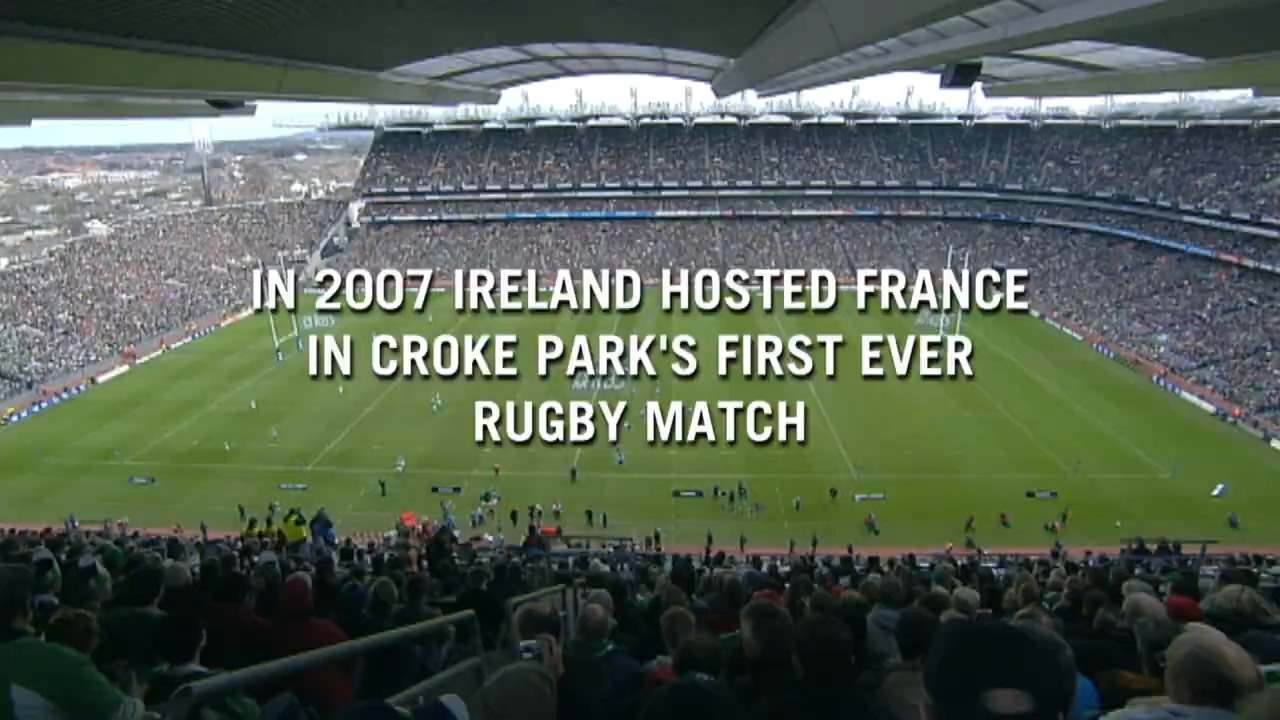 IN 2007 IRELAND HOSTED FRANCE
IN CROKE PARK'S FIRST EVER
RUGBY MATCH